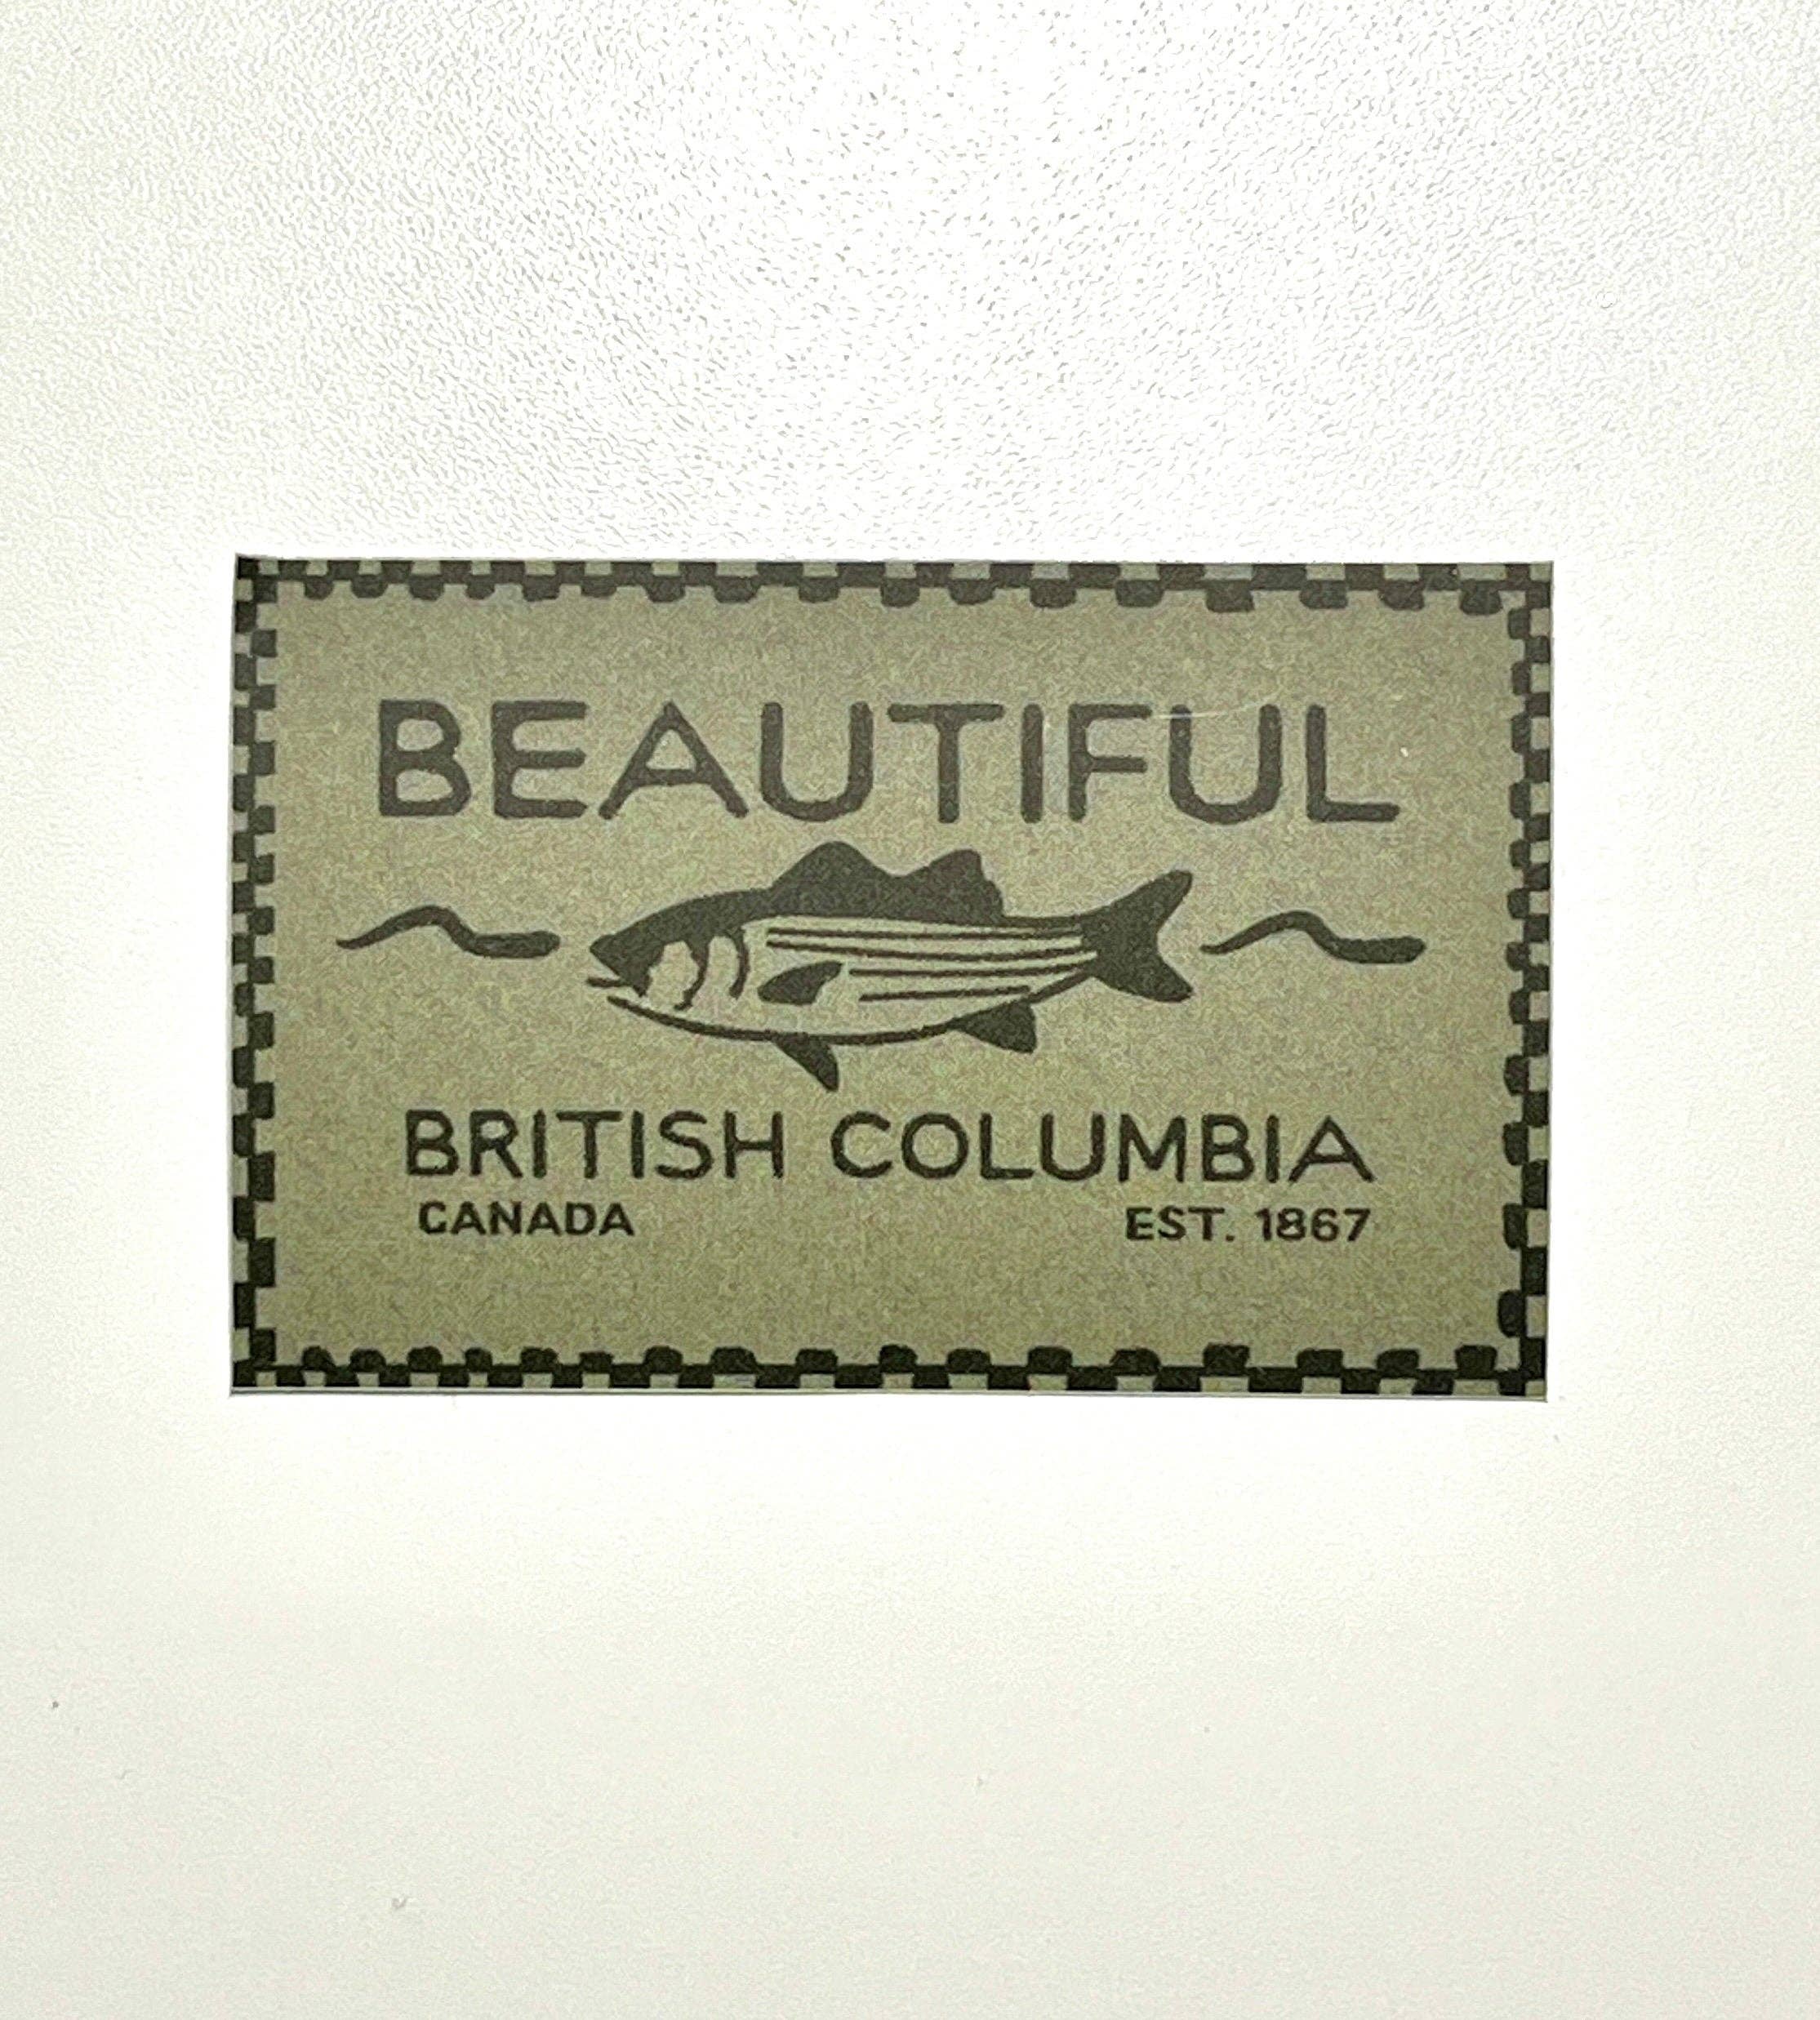 BEAUTIFUL
BRITISH COLUMBIA
CANADA EST. 1867